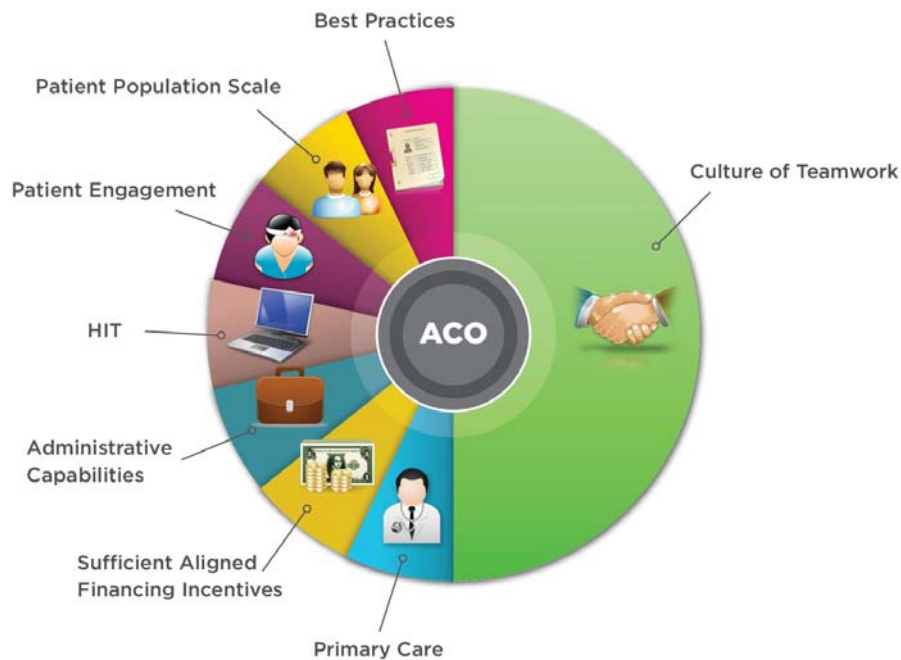 Best Practices
Patient Population Scale
Culture of Teamwork
Patient Engagement
ACO
HIT
Administrative
Capabilities
Sufficient Aligned
Financing Incentives
Primary Care